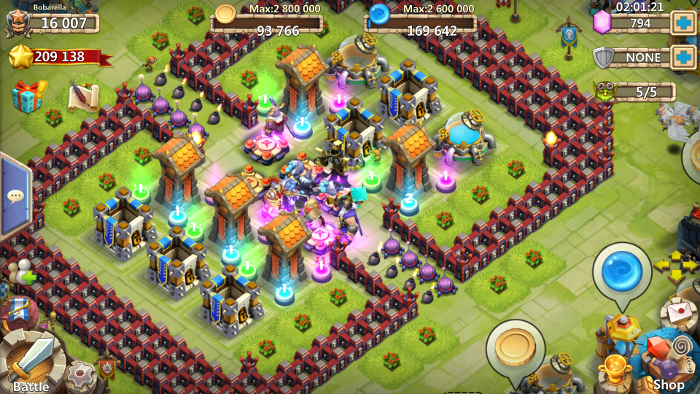 Bobarella
16 007
209 138
Max:2 800 000
93 766
Max:2 600 000
169 642
02:01:21
794
NONE
5/5
Battle
Shop